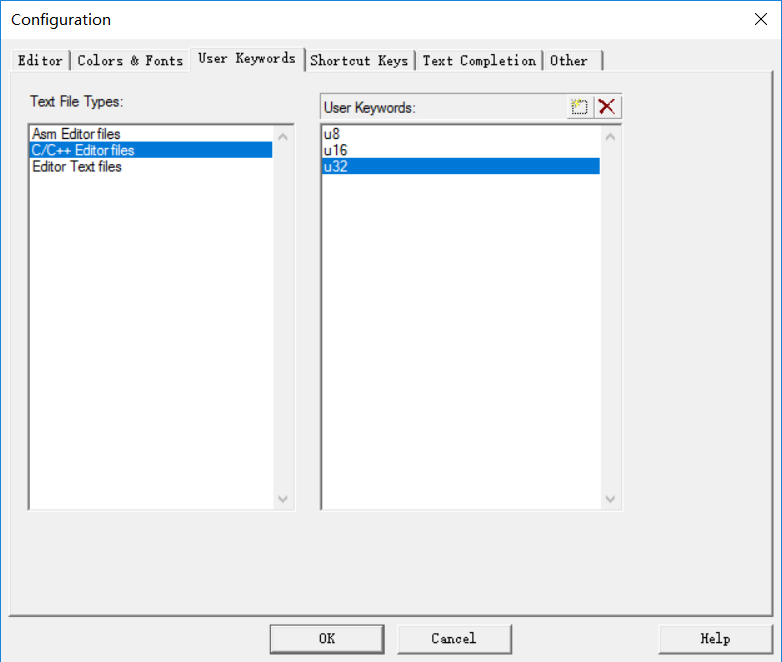 Configuration
Editor Colors & Fonts User Keywords Shortcut Keys Text Completion Other
Text File Types:
User Keywords:
Asm Editor files
C/C++ Editor files
Editor Text files
u8
u16
u32
OK Cancel Help